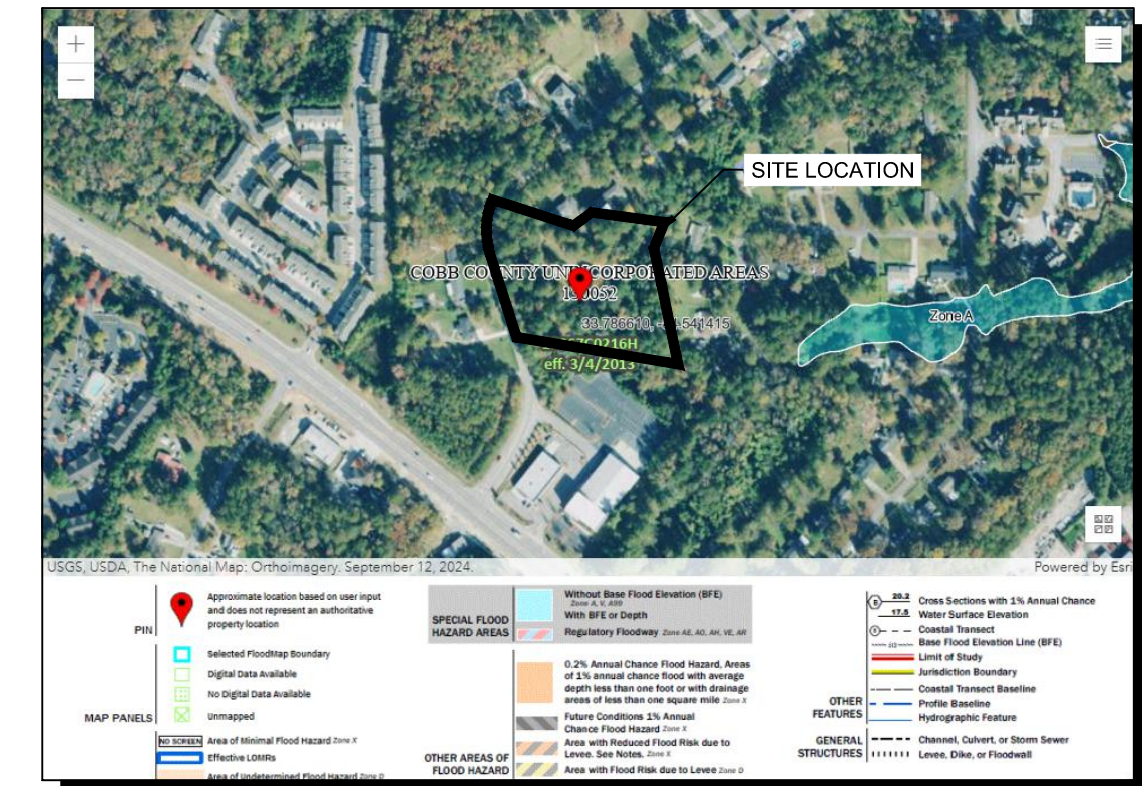 SITE LOCATION
COBB COUNTY UNINCORPORATED AREAS
130052
33.786610, -84.541415
0216H
eff. 3/4/2013
Zone A
USGS, USDA, The National Map: Orthoimagery. September 12, 2024.
Powered by Esri
PIN
Approximate location based on user input
and does not represent an authoritative
property location
MAP PANELS
Selected FloodMap Boundary
Digital Data Available
No Digital Data Available
Unmapped
NO SCREEN Area of Minimal Flood Hazard Zone X
Effective LOMRs
Area of Undetermined Flood Hazard Zone D
SPECIAL FLOOD
HAZARD AREAS
Without Base Flood Elevation (BFE)
Zone A, V, A99
With BFE or Depth
Regulatory Floodway Zone AE, AO, AH, VE, AR
OTHER AREAS OF
FLOOD HAZARD
0.2% Annual Chance Flood Hazard, Areas
of 1% annual chance flood with average
depth less than one foot or with drainage
areas of less than one square mile Zone X
Future Conditions 1% Annual
Chance Flood Hazard Zone X
Area with Reduced Flood Risk due to
Levee. See Notes. Zone X
Area with Flood Risk due to Levee Zone D
OTHER
FEATURES
B 20.2 Cross Sections with 1% Annual Chance
17.5 Water Surface Elevation
8 Coastal Transect
513 Base Flood Elevation Line (BFE)
Limit of Study
Jurisdiction Boundary
Coastal Transect Baseline
Profile Baseline
Hydrographic Feature
GENERAL
STRUCTURES
Channel, Culvert, or Storm Sewer
Levee, Dike, or Floodwall